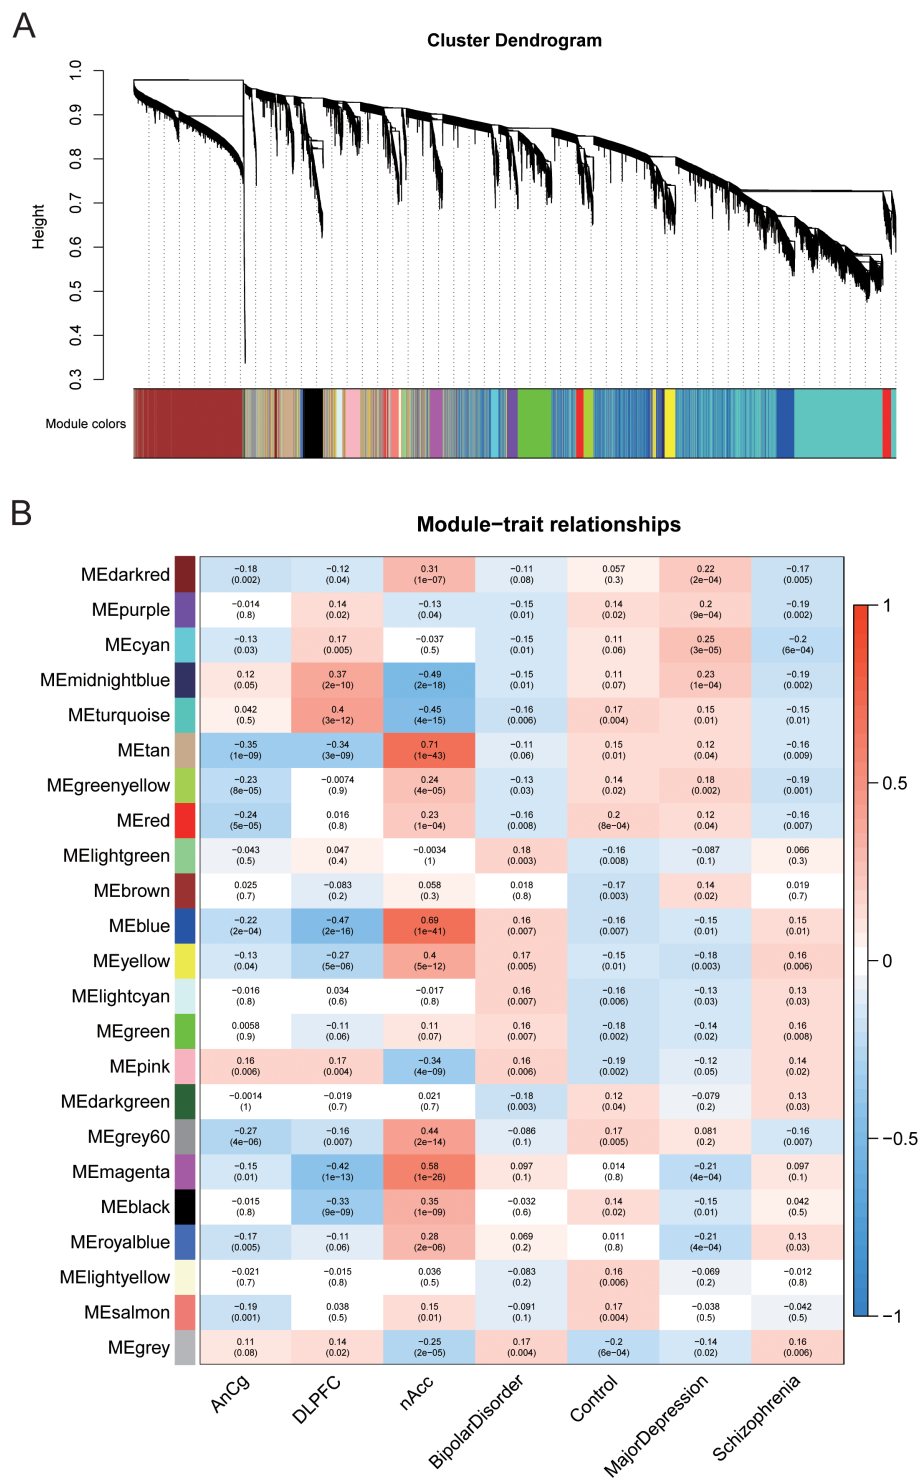 A
Cluster Dendrogram
Height
1.0
0.9
0.8
0.7
0.6
0.5
0.4
0.3
Module colors
B
Module−trait relationships
MEdarkred −0.18 −0.12 0.31 −0.11 0.057 0.22 −0.17
(0.002) (0.04) (1e−07) (0.08) (0.3) (2e−04) (0.005)
MEpurple −0.014 0.14 −0.13 −0.15 0.14 0.2 −0.19
(0.8) (0.02) (0.04) (0.01) (0.02) (9e−04) (0.002)
MEcyan −0.13 0.17 −0.037 −0.15 0.11 0.25 −0.2
(0.03) (0.005) (0.5) (0.01) (0.06) (3e−05) (6e−04)
MEmidnightblue 0.12 0.37 −0.49 −0.15 0.11 0.23 −0.19
(0.05) (2e−10) (2e−18) (0.01) (0.07) (1e−04) (0.002)
MEturquoise 0.042 0.4 −0.45 −0.16 0.17 0.15 −0.15
(0.5) (3e−12) (4e−15) (0.006) (0.004) (0.01) (0.01)
MEtan −0.35 −0.34 0.71 −0.11 0.15 0.12 −0.16
(1e−09) (3e−09) (1e−43) (0.06) (0.01) (0.04) (0.009)
MEgreenyellow −0.23 −0.0074 0.24 −0.13 0.14 0.18 −0.19
(8e−05) (0.9) (4e−05) (0.03) (0.02) (0.002) (0.001)
MEred −0.24 0.016 0.23 −0.16 0.2 0.12 −0.16
(5e−05) (0.8) (1e−04) (0.008) (8e−04) (0.04) (0.007)
MElightgreen −0.043 0.047 −0.0034 0.18 −0.16 −0.087 0.066
(0.5) (0.4) (1) (0.003) (0.008) (0.1) (0.3)
MEbrown 0.025 −0.083 0.058 0.018 −0.17 0.14 0.019
(0.7) (0.2) (0.3) (0.8) (0.003) (0.02) (0.7)
MEblue −0.22 −0.47 0.69 0.16 −0.16 −0.15 0.15
(2e−04) (2e−16) (1e−41) (0.007) (0.007) (0.01) (0.01)
MEyellow −0.13 −0.27 0.4 0.17 −0.15 −0.18 0.16
(0.04) (5e−06) (5e−12) (0.005) (0.01) (0.003) (0.006)
MElightcyan −0.016 0.034 −0.017 0.16 −0.16 −0.13 0.13
(0.8) (0.6) (0.8) (0.007) (0.006) (0.03) (0.03)
MEgreen 0.0058 −0.11 0.11 0.16 −0.18 −0.14 0.16
(0.9) (0.06) (0.07) (0.007) (0.002) (0.02) (0.008)
MEpink 0.16 0.17 −0.34 0.16 −0.19 −0.12 0.14
(0.006) (0.004) (4e−09) (0.006) (0.002) (0.05) (0.02)
MEdarkgreen −0.0014 −0.019 0.021 −0.18 0.12 −0.079 0.13
(1) (0.7) (0.7) (0.003) (0.04) (0.2) (0.03)
MEgrey60 −0.27 −0.16 0.44 −0.086 0.17 0.081 −0.16
(4e−06) (0.007) (2e−14) (0.1) (0.005) (0.2) (0.007)
MEmagenta −0.15 −0.42 0.58 0.097 0.014 −0.21 0.097
(0.01) (1e−13) (1e−26) (0.1) (0.8) (4e−04) (0.1)
MEblack −0.015 −0.33 0.35 −0.032 0.14 −0.15 0.042
(0.8) (9e−09) (1e−09) (0.6) (0.02) (0.01) (0.5)
MEroyalblue −0.17 −0.11 0.28 0.069 0.011 −0.21 0.13
(0.005) (0.06) (2e−06) (0.2) (0.8) (4e−04) (0.03)
MElightyellow −0.021 −0.015 0.036 −0.083 0.16 −0.069 −0.012
(0.7) (0.8) (0.5) (0.2) (0.006) (0.2) (0.8)
MEsalmon −0.19 0.038 0.15 −0.091 0.17 −0.038 −0.042
(0.001) (0.5) (0.01) (0.1) (0.004) (0.5) (0.5)
MEgrey 0.11 0.14 −0.25 0.17 −0.2 −0.14 0.16
(0.08) (0.02) (2e−05) (0.004) (6e−04) (0.02) (0.006)
AnCg DLPFC nAcc BipolarDisorder Control MajorDepression Schizophrenia
1
0.5
0
−0.5
−1